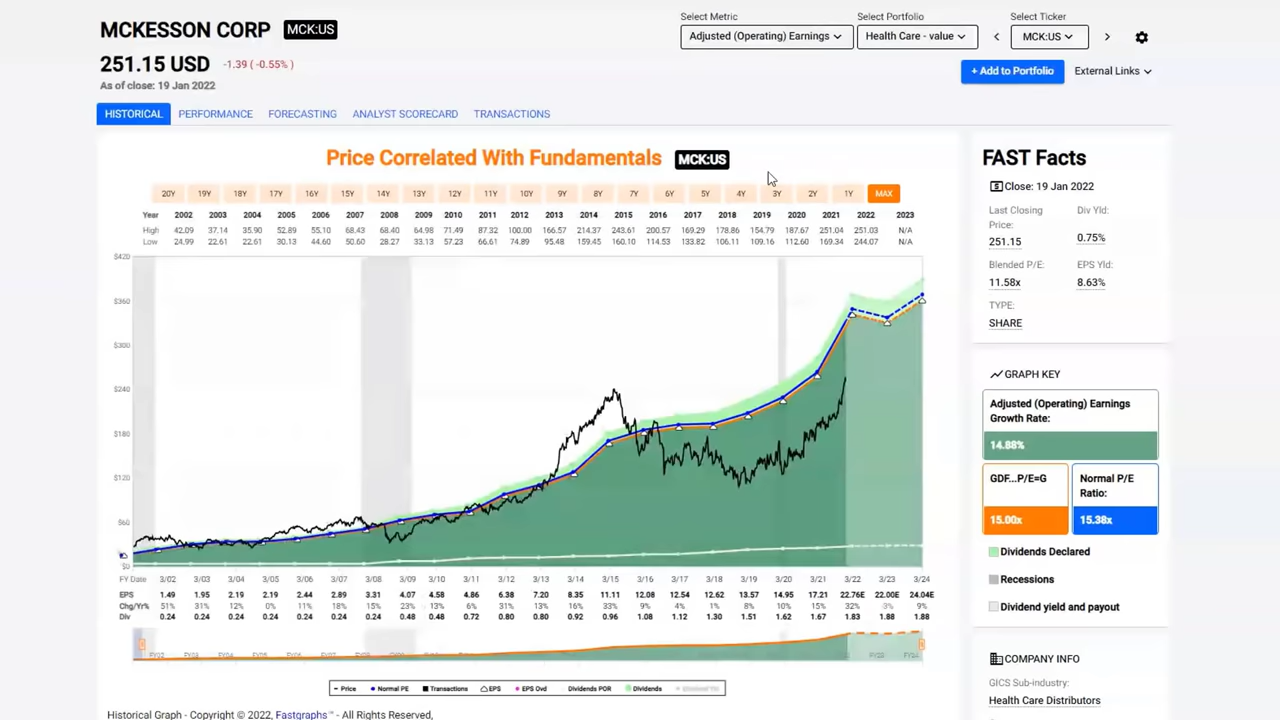 MCKESSON CORP MCK:US
251.15 USD -1.39 (-0.55%)
As of close: 19 Jan 2022
Select Metric Select Portfolio Select Ticker
Adjusted (Operating) Earnings Health Care - value MCK:US
+ Add to Portfolio External Links
HISTORICAL PERFORMANCE FORECASTING ANALYST SCORECARD TRANSACTIONS
Price Correlated With Fundamentals MCK:US
20Y 19Y 18Y 17Y 16Y 15Y 14Y 13Y 12Y 11Y 10Y 9Y 8Y 7Y 6Y 5Y 4Y 3Y 2Y 1Y MAX
Year 2002 2003 2004 2005 2006 2007 2008 2009 2010 2011 2012 2013 2014 2015 2016 2017 2018 2019 2020 2021 2022 2023
High 42.09 37.14 35.90 52.89 55.10 68.43 68.40 64.98 71.49 87.32 100.00 166.57 214.37 243.61 200.57 169.29 178.86 154.79 187.67 251.04 251.03 N/A
Low 24.99 22.61 22.61 30.13 44.60 50.60 28.27 33.13 57.23 66.61 74.89 95.48 159.45 160.10 114.53 133.82 106.11 109.16 112.60 169.34 244.07 N/A
$420
$360
$300
$240
$180
$120
$60
$0
FY Date 3/02 3/03 3/04 3/05 3/06 3/07 3/08 3/09 3/10 3/11 3/12 3/13 3/14 3/15 3/16 3/17 3/18 3/19 3/20 3/21 3/22 3/23 3/24
EPS 1.49 1.95 2.19 2.19 2.44 2.89 3.31 4.07 4.58 4.86 6.38 7.20 8.35 11.11 12.08 12.54 12.62 13.57 14.95 17.21 22.76E 22.00E 24.04E
Chg/Yr% 51% 31% 12% 0% 11% 18% 15% 23% 13% 6% 31% 13% 16% 33% 9% 4% 1% 8% 10% 15% 32% -3% 9%
Div 0.24 0.24 0.24 0.24 0.24 0.24 0.24 0.48 0.48 0.72 0.80 0.80 0.92 0.96 1.08 1.12 1.30 1.51 1.62 1.67 1.83 1.88 1.88
Price Normal PE Transactions EPS EPS Ovd Dividends POR Dividends
Historical Graph - Copyright © 2022, Fastgraphs™ - All Rights Reserved,
FAST Facts
Close: 19 Jan 2022
Last Closing Price: Div Yld:
251.15 0.75%
Blended P/E: EPS Yld:
11.58x 8.63%
TYPE:
SHARE
GRAPH KEY
Adjusted (Operating) Earnings
Growth Rate:
14.88%
GDF...P/E=G Normal P/E
Ratio:
15.00x 15.38x
Dividends Declared
Recessions
Dividend yield and payout
COMPANY INFO
GICS Sub-industry:
Health Care Distributors